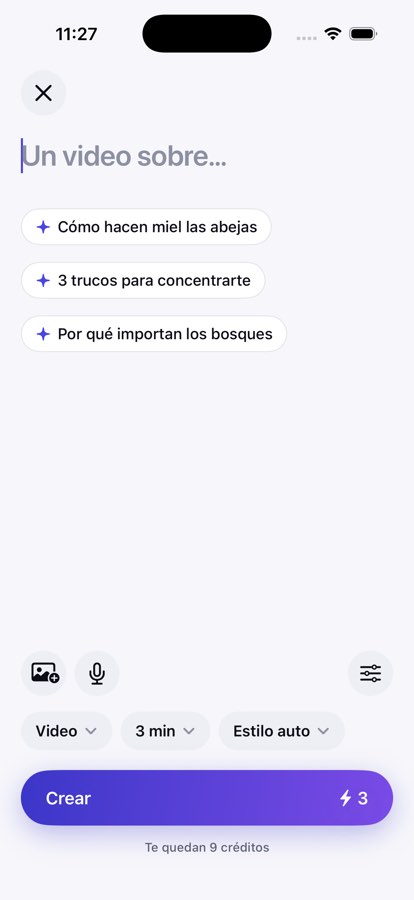 11:27
Un video sobre...
Cómo hacen miel las abejas
3 trucos para concentrarte
Por qué importan los bosques
Video
3 min
Estilo auto
Crear
3
Te quedan 9 créditos